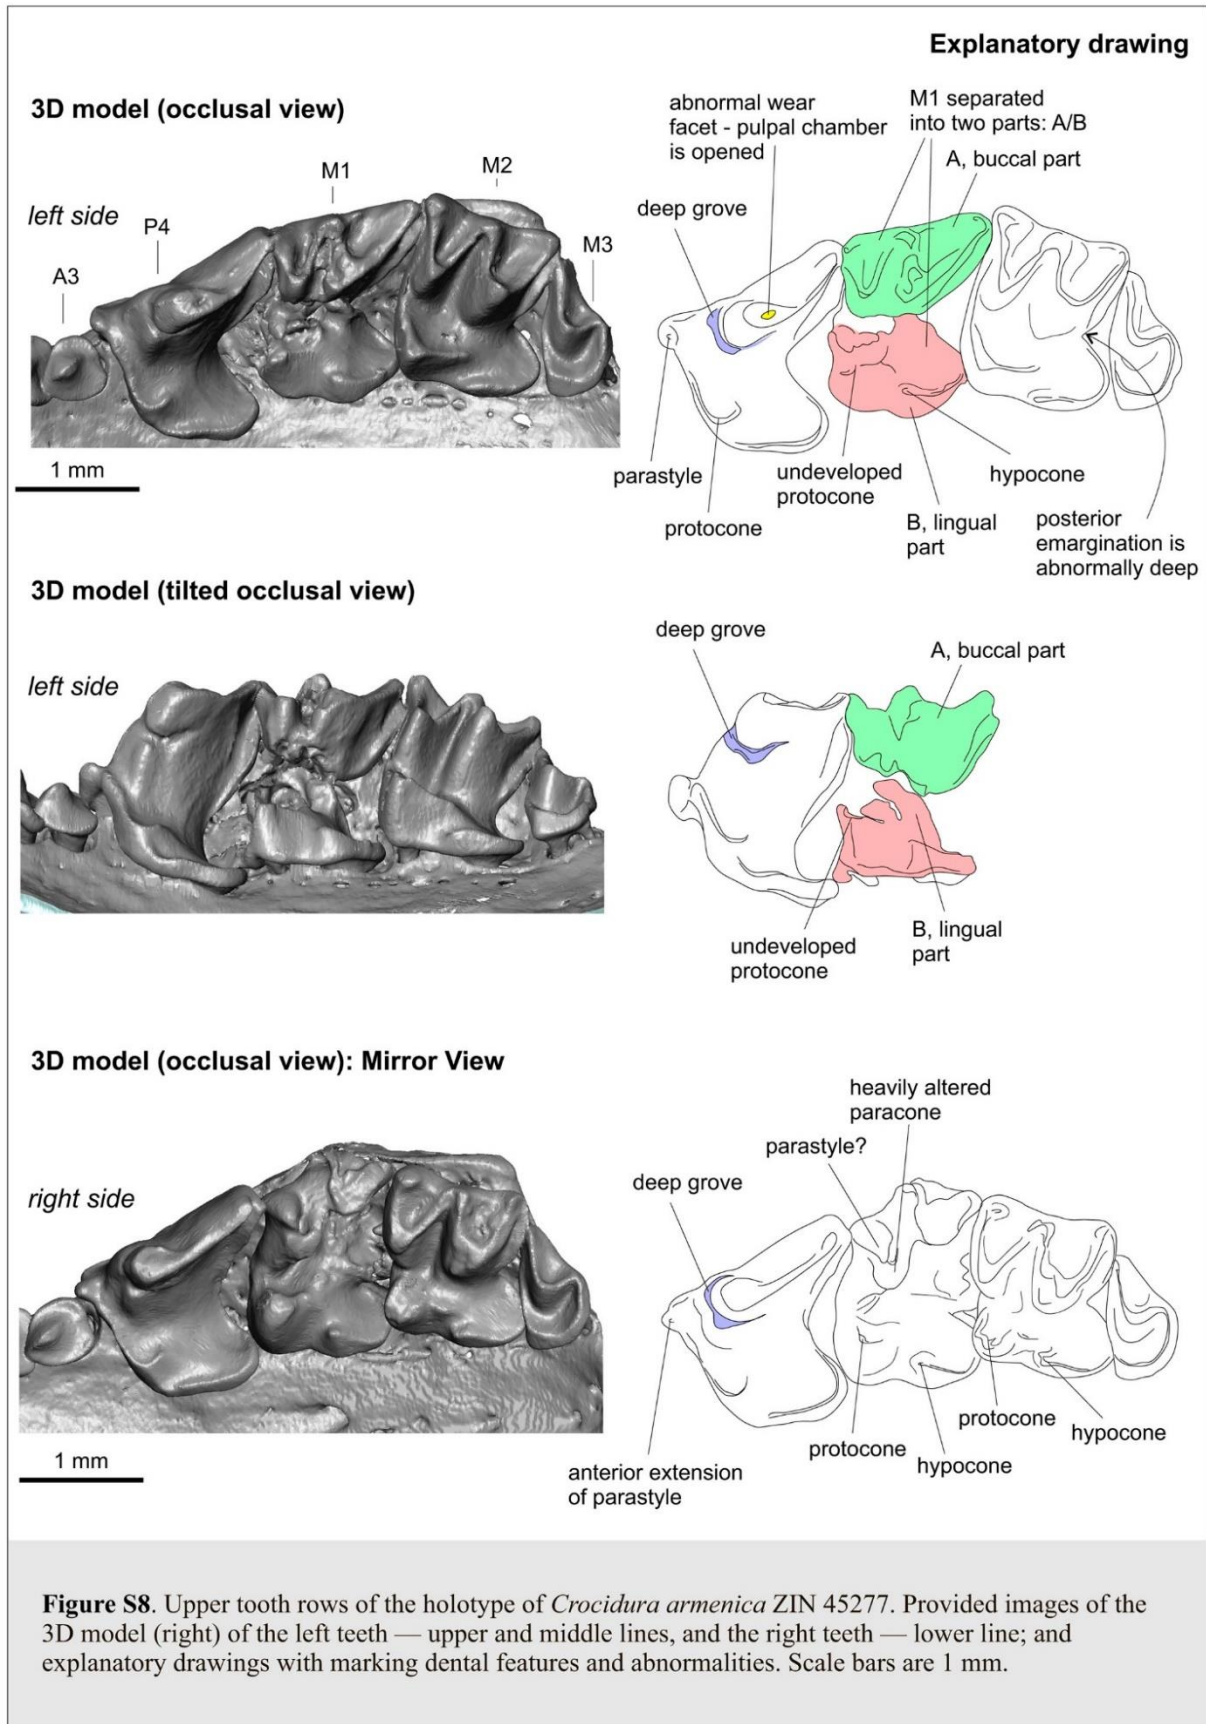 Explanatory drawing
3D model (occlusal view)
left side
A3
P4
M1
M2
M3
1 mm
abnormal wear
facet - pulpal chamber
is opened
M1 separated
into two parts: A/B
A, buccal part
deep grove
parastyle
protocone
undeveloped
protocone
B, lingual
part
hypocone
posterior
emargination is
abnormally deep
3D model (tilted occlusal view)
left side
deep grove
A, buccal part
undeveloped
protocone
B, lingual
part
3D model (occlusal view): Mirror View
right side
1 mm
heavily altered
paracone
parastyle?
deep grove
anterior extension
of parastyle
protocone
hypocone
protocone
hypocone
Figure S8. Upper tooth rows of the holotype of Crocidura armenica ZIN 45277. Provided images of the
3D model (right) of the left teeth — upper and middle lines, and the right teeth — lower line; and
explanatory drawings with marking dental features and abnormalities. Scale bars are 1 mm.